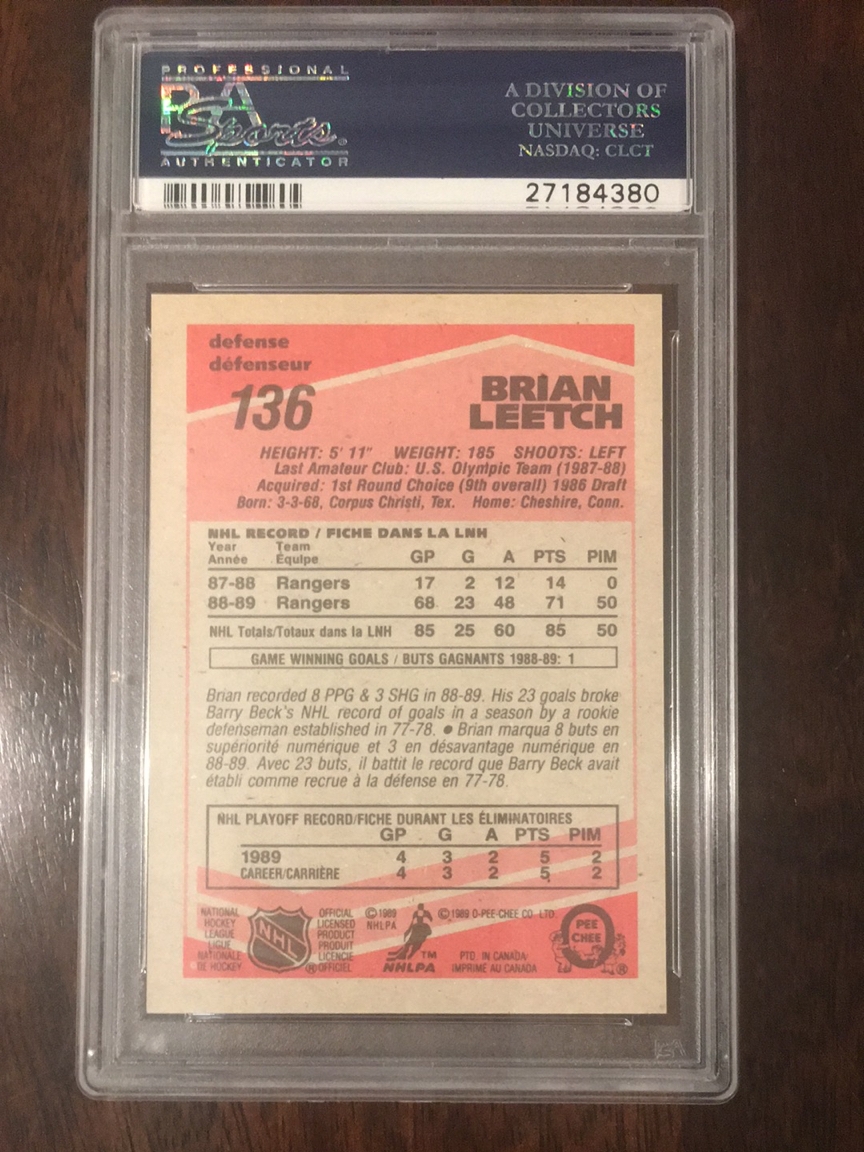 PROFESSIONAL
PSA
Sports.
AUTHENTICATOR
A DIVISION OF
COLLECTORS
UNIVERSE
NASDAQ: CLCT
27184380
defense
défenseur
136
BRIAN
LEETCH
HEIGHT: 5' 11" WEIGHT: 185 SHOOTS: LEFT
Last Amateur Club: U.S. Olympic Team (1987-88)
Acquired: 1st Round Choice (9th overall) 1986 Draft
Born: 3-3-68, Corpus Christi, Tex. Home: Cheshire, Conn.
NHL RECORD / FICHE DANS LA LNH
Year Team
Année Équipe GP G A PTS PIM
87-88 Rangers 17 2 12 14 0
88-89 Rangers 68 23 48 71 50
NHL Totals/Totaux dans la LNH 85 25 60 85 50
GAME WINNING GOALS / BUTS GAGNANTS 1988-89: 1
Brian recorded 8 PPG & 3 SHG in 88-89. His 23 goals broke
Barry Beck's NHL record of goals in a season by a rookie
defenseman established in 77-78. ● Brian marqua 8 buts en
supériorité numérique et 3 en désavantage numérique en
88-89. Avec 23 buts, il battit le record que Barry Beck avait
établi comme recrue à la défense en 77-78.
NHL PLAYOFF RECORD/FICHE DURANT LES ÉLIMINATOIRES
GP G A PTS PIM
1989 4 3 2 5 2
CAREER/CARRIÈRE 4 3 2 5 2
NATIONAL
HOCKEY
LEAGUE
LIGUE
NATIONALE
DE HOCKEY
NHL
OFFICIAL
LICENSED
PRODUCT
PRODUIT
LICENCIE
OFFICIEL
©1989
NHLPA
™
NHLPA
© 1989 O-PEE-CHEE CO. LTD.
PTD. IN CANADA
IMPRIMÉ AU CANADA
PEE
CHEE
®